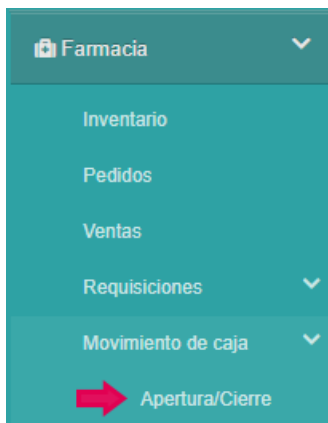 Farmacia
Inventario
Pedidos
Ventas
Requisiciones
Movimiento de caja
Apertura/Cierre